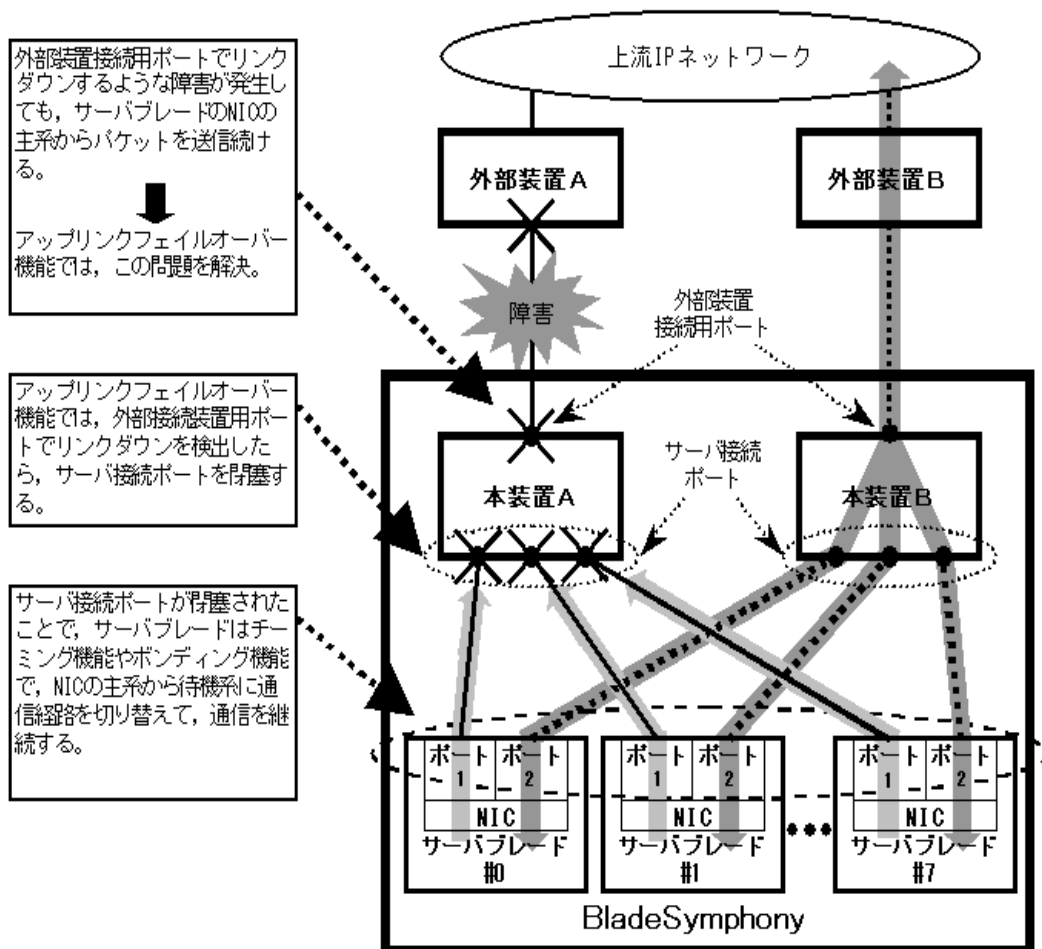 外部装置接続用ポートでリンク
ダウンするような障害が発生し
ても，サーバブレードのNICの
主系からパケットを送信続け
る。
アップリンクフェイルオーバー
機能では，この問題を解決。
アップリンクフェイルオーバー
機能では，外部接続装置用ポー
トでリンクダウンを検出した
ら，サーバ接続ポートを閉塞す
る。
サーバ接続ポートが閉塞された
ことで，サーバブレードはチー
ミング機能やボンディング機能
で，NICの主系から待機系に通
信経路を切り替えて，通信を継
続する。
上流IPネットワーク
外部装置A
外部装置B
障害
外部装置
接続用ポート
本装置A
サーバ接続
ポート
本装置B
ポート
1
ポート
2
NIC
サーバブレード
#0
ポート
1
ポート
2
NIC
サーバブレード
#1
ポート
1
ポート
2
NIC
サーバブレード
#7
BladeSymphony